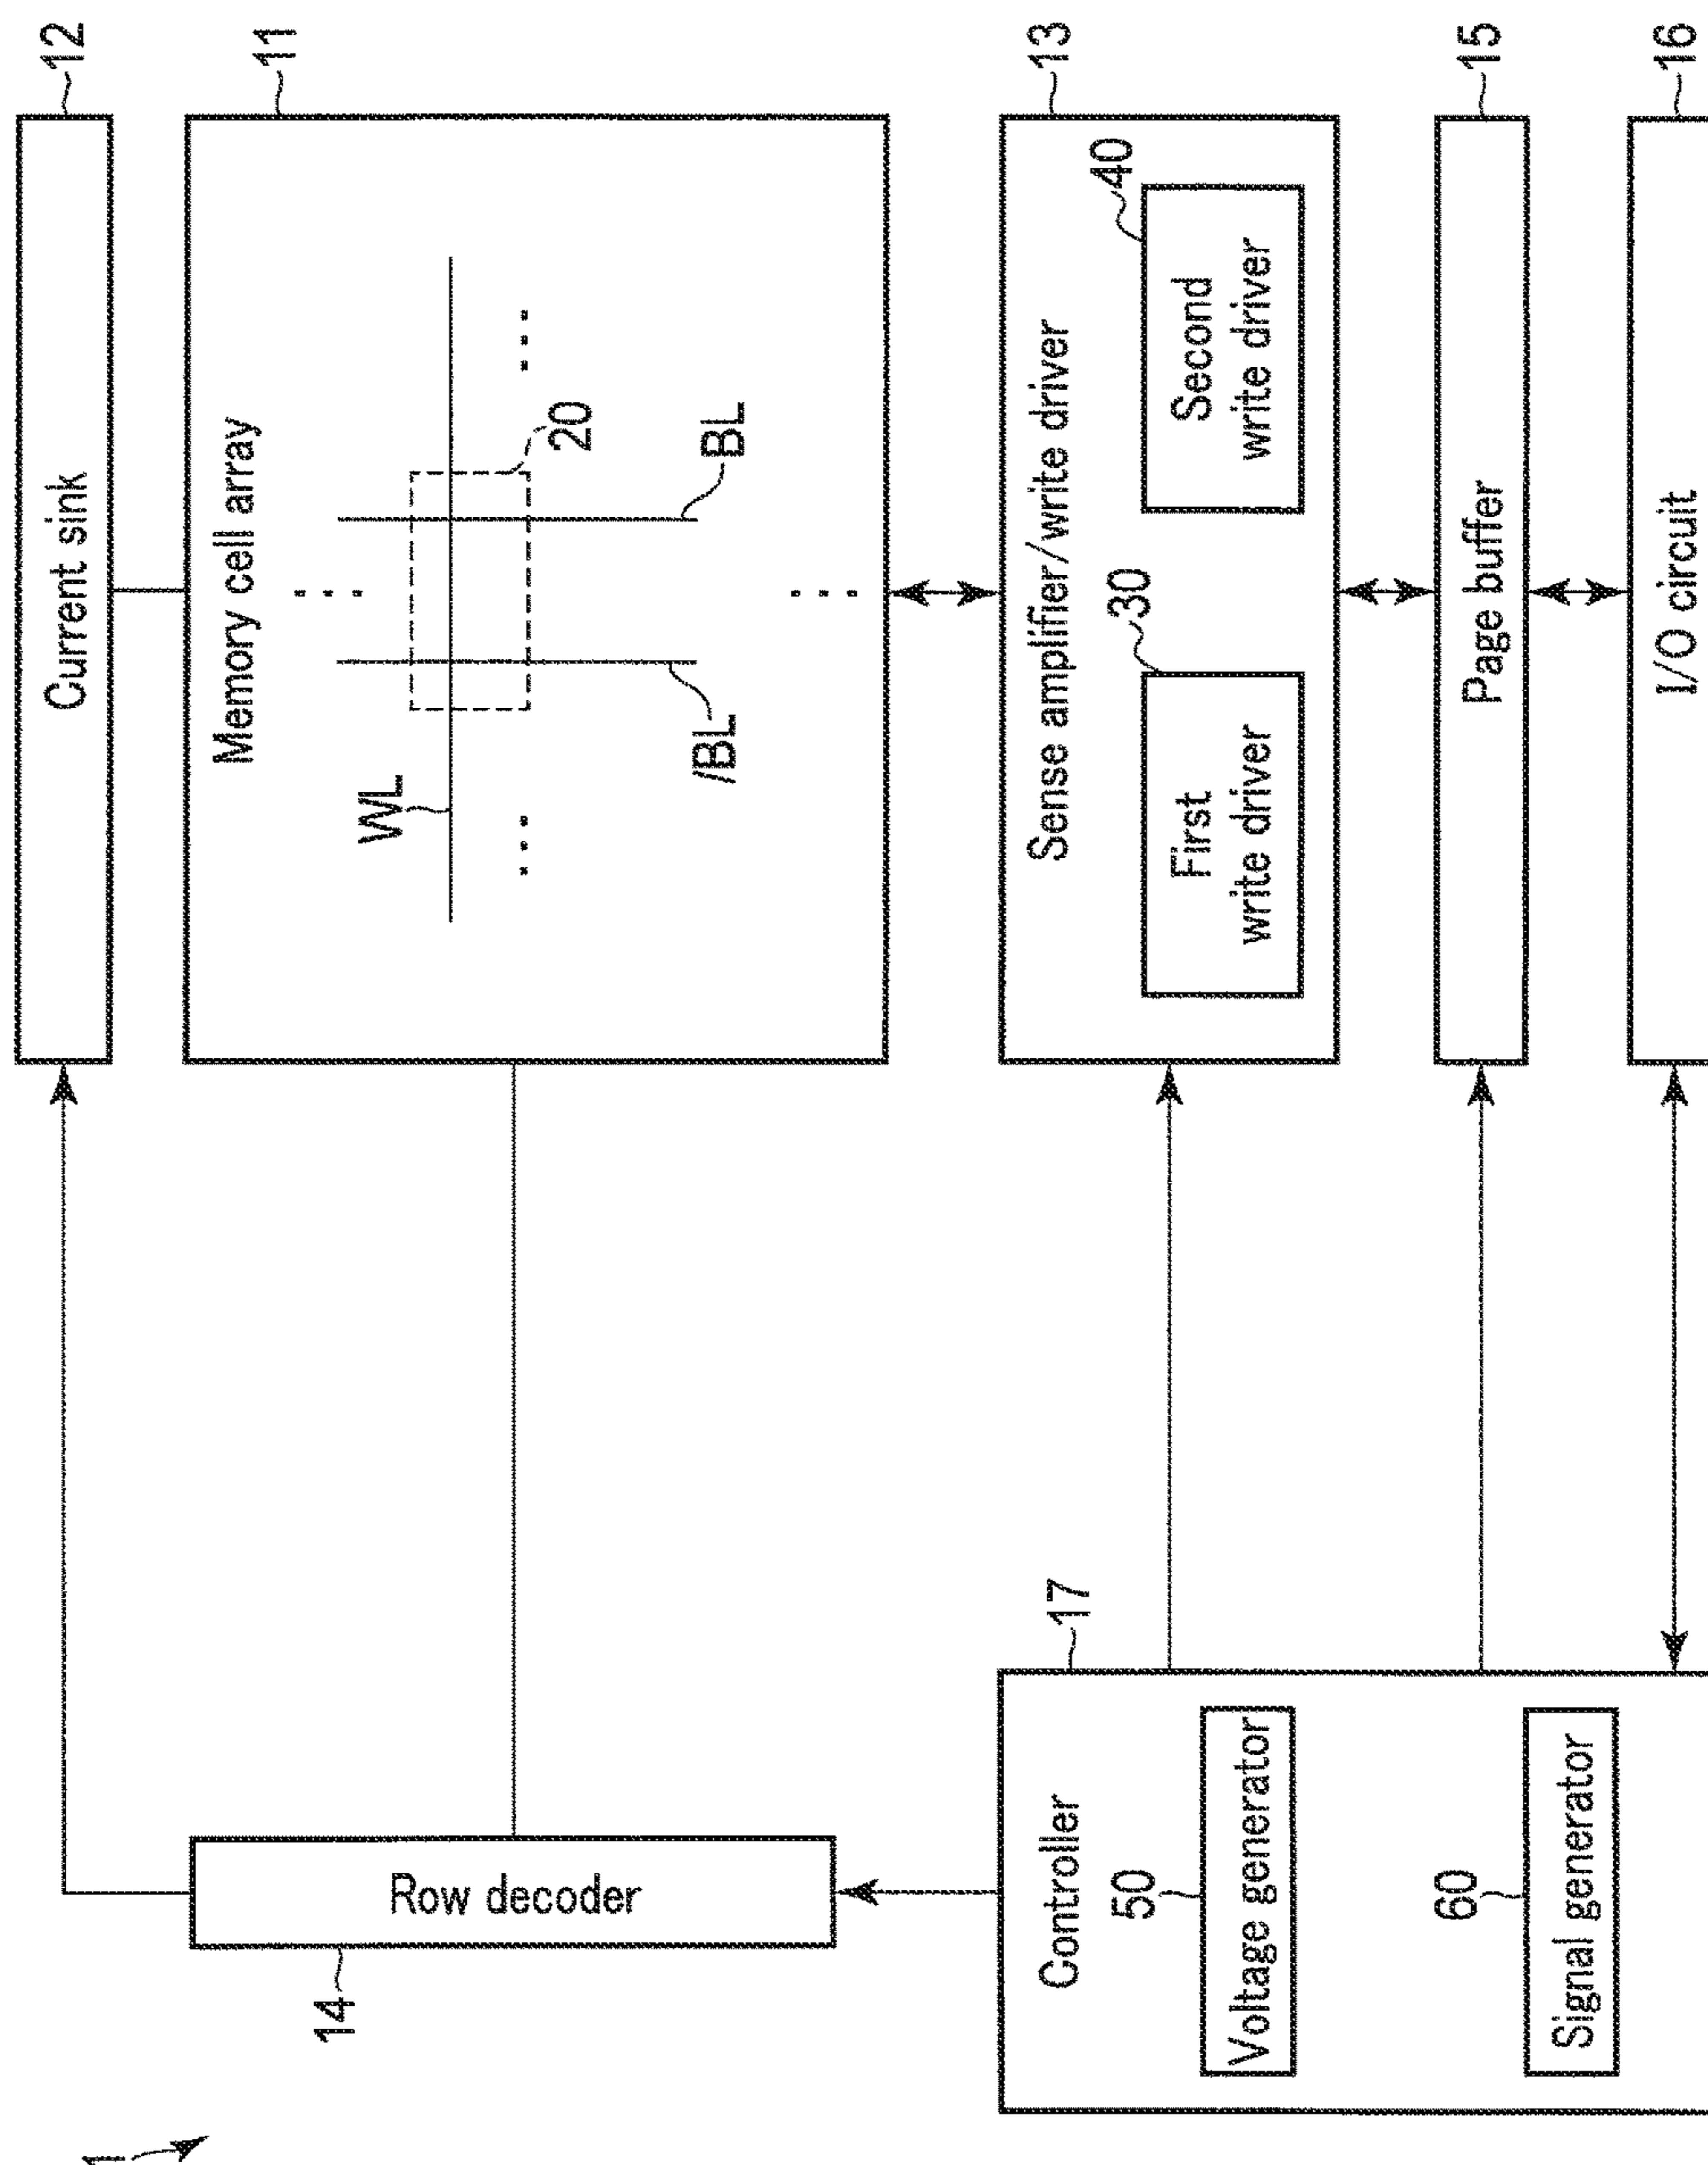 1
12
Current sink
11
Memory cell array
WL
20
/BL
BL
14
Row decoder
17
Controller
50
Voltage generator
60
Signal generator
13
Sense amplifier/write driver
30
40
First
write driver
Second
write driver
15
Page buffer
16
I/O circuit